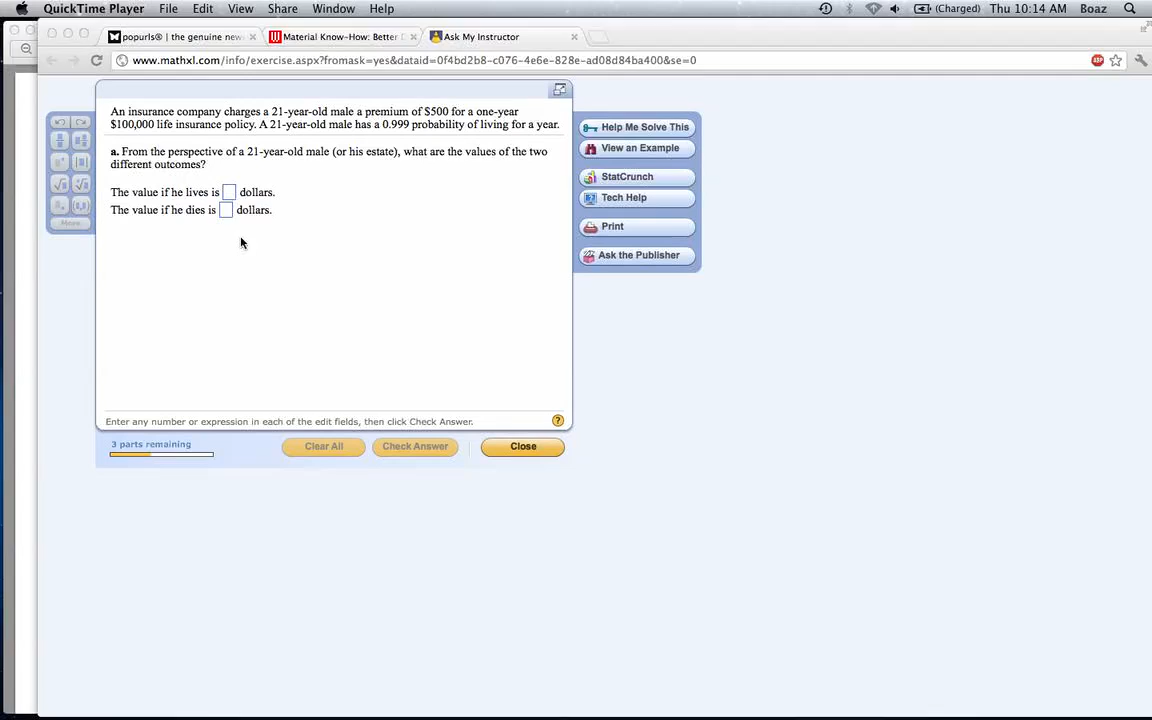 QuickTime Player File Edit View Share Window Help (Charged) Thu 10:14 AM Boaz
popurls® | the genuine new Material Know-How: Better D Ask My Instructor
www.mathxl.com/info/exercise.aspx?fromask=yes&dataid=0f4bd2b8-c076-4e6e-828e-ad08d84ba400&se=0
ABP
An insurance company charges a 21-year-old male a premium of $500 for a one-year
$100,000 life insurance policy. A 21-year-old male has a 0.999 probability of living for a year.
a. From the perspective of a 21-year-old male (or his estate), what are the values of the two
different outcomes?
The value if he lives is dollars.
The value if he dies is dollars.
More
Help Me Solve This
View an Example
StatCrunch
Tech Help
Print
Ask the Publisher
Enter any number or expression in each of the edit fields, then click Check Answer.
?
3 parts remaining
Clear All
Check Answer
Close